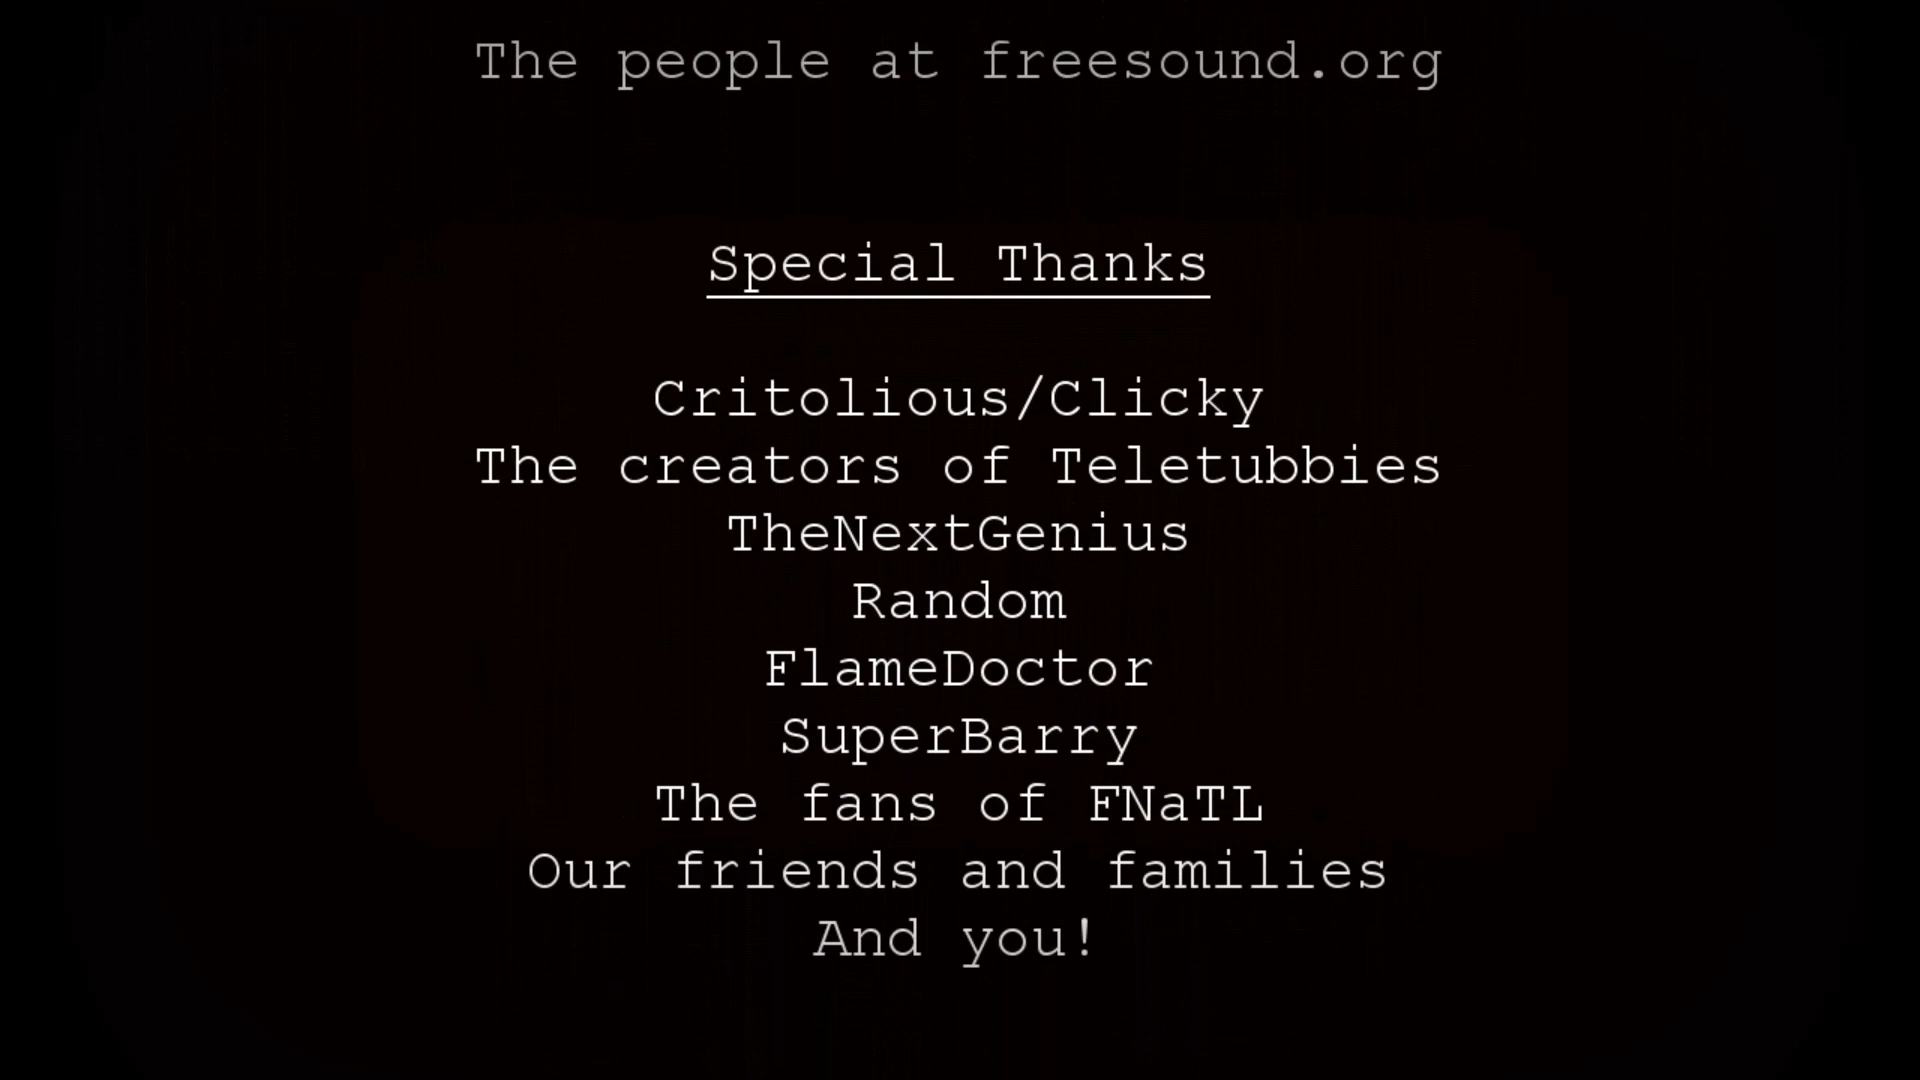 The people at freesound.org
Special Thanks
Critolious/Clicky
The creators of Teletubbies
TheNextGenius
Random
FlameDoctor
SuperBarry
The fans of FNaTL
Our friends and families
And you!